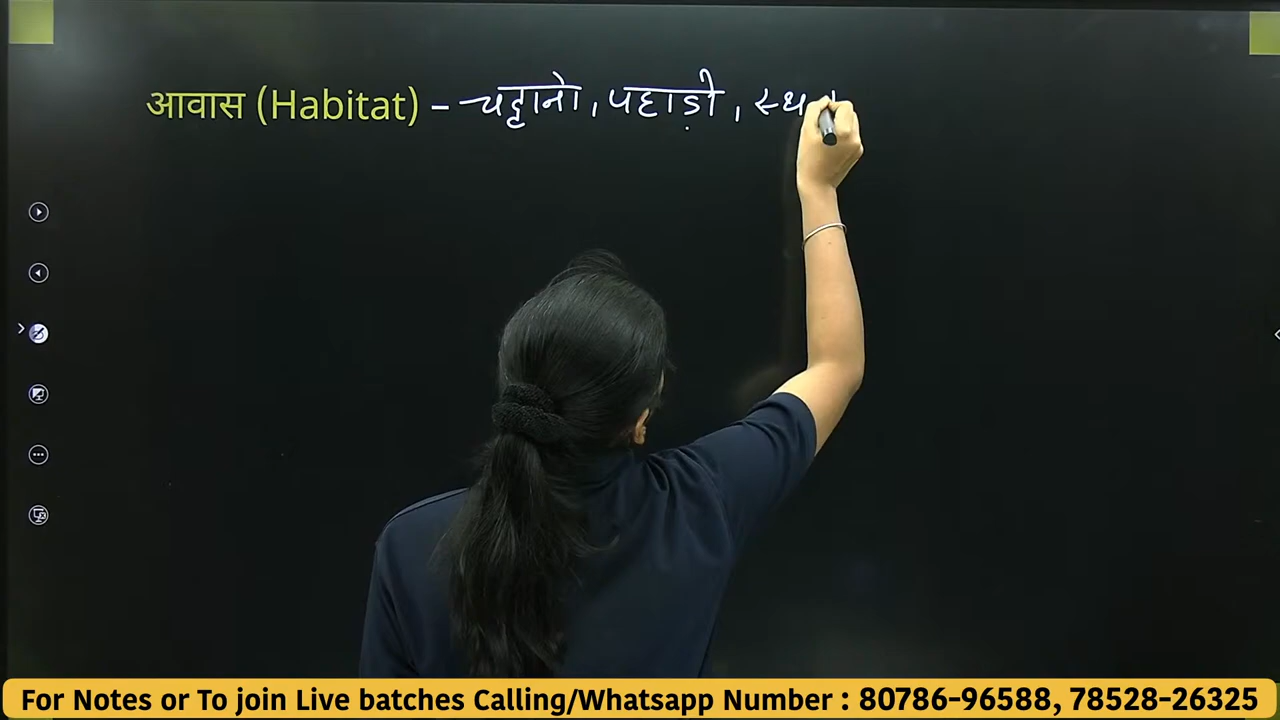 आवास (Habitat) – चट्टानो, पहाड़ी,
For Notes or To join Live batches Calling/Whatsapp Number : 80786-96588, 78528-26325